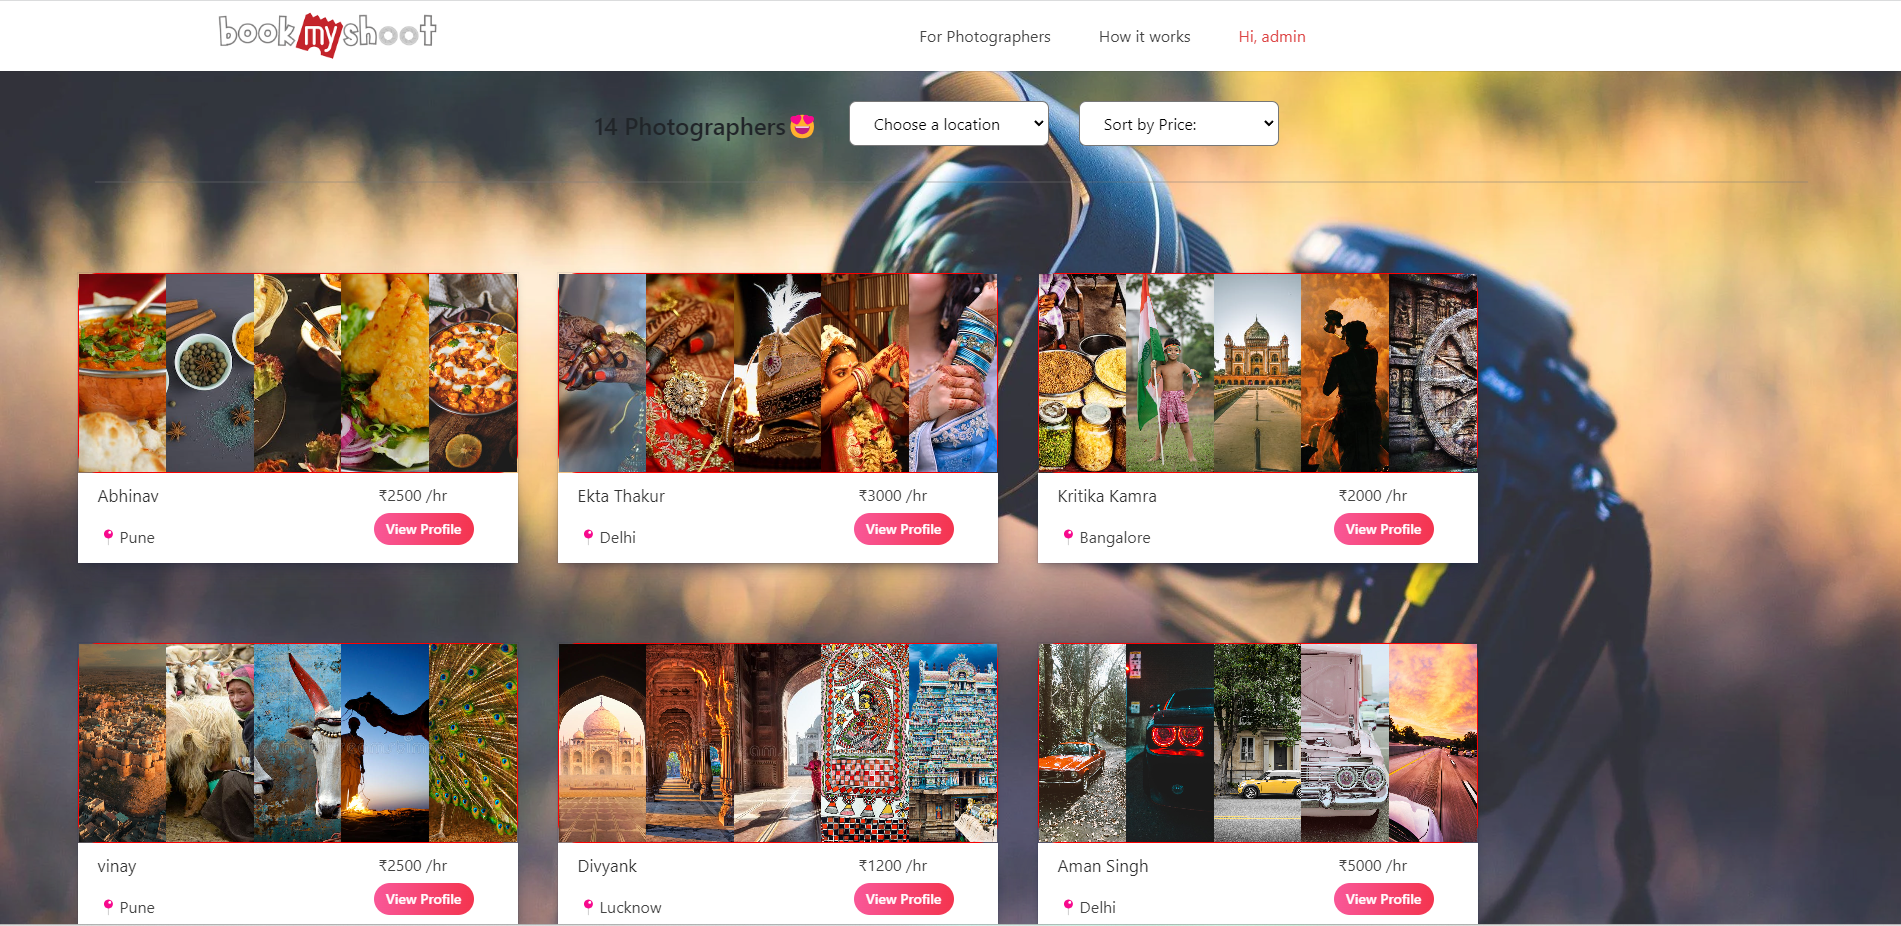 bookmyshoot
For Photographers How it works Hi, admin
14 Photographers😍 Choose a location Sort by Price:
Abhinav ₹2500 /hr
Pune View Profile
Ekta Thakur ₹3000 /hr
Delhi View Profile
Kritika Kamra ₹2000 /hr
Bangalore View Profile
vinay ₹2500 /hr
Pune View Profile
Divyank ₹1200 /hr
Lucknow View Profile
Aman Singh ₹5000 /hr
Delhi View Profile